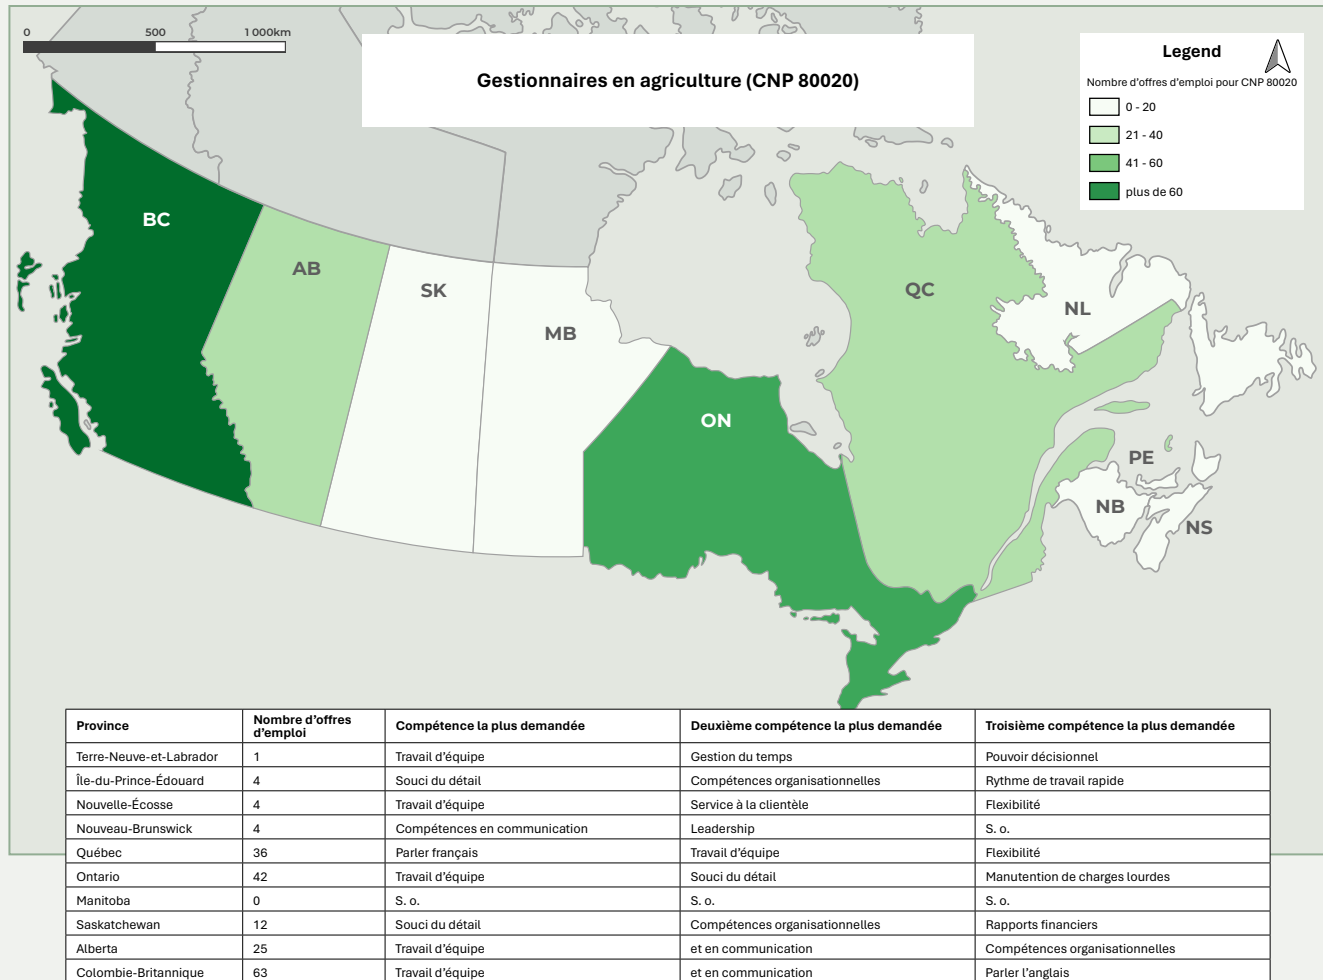 0 500 1 000km
Gestionnaires en agriculture (CNP 80020)
Legend
Nombre d'offres d'emploi pour CNP 80020
0 - 20
21 - 40
41 - 60
plus de 60
BC
AB
SK
MB
ON
QC
NL
PE
NB
NS
Province Nombre d'offres d'emploi Compétence la plus demandée Deuxième compétence la plus demandée Troisième compétence la plus demandée
Terre-Neuve-et-Labrador 1 Travail d'équipe Gestion du temps Pouvoir décisionnel
Île-du-Prince-Édouard 4 Souci du détail Compétences organisationnelles Rythme de travail rapide
Nouvelle-Écosse 4 Travail d'équipe Service à la clientèle Flexibilité
Nouveau-Brunswick 4 Compétences en communication Leadership S. o.
Québec 36 Parler français Travail d'équipe Flexibilité
Ontario 42 Travail d'équipe Souci du détail Manutention de charges lourdes
Manitoba 0 S. o. S. o. S. o.
Saskatchewan 12 Souci du détail Compétences organisationnelles Rapports financiers
Alberta 25 Travail d'équipe et en communication Compétences organisationnelles
Colombie-Britannique 63 Travail d'équipe et en communication Parler l'anglais